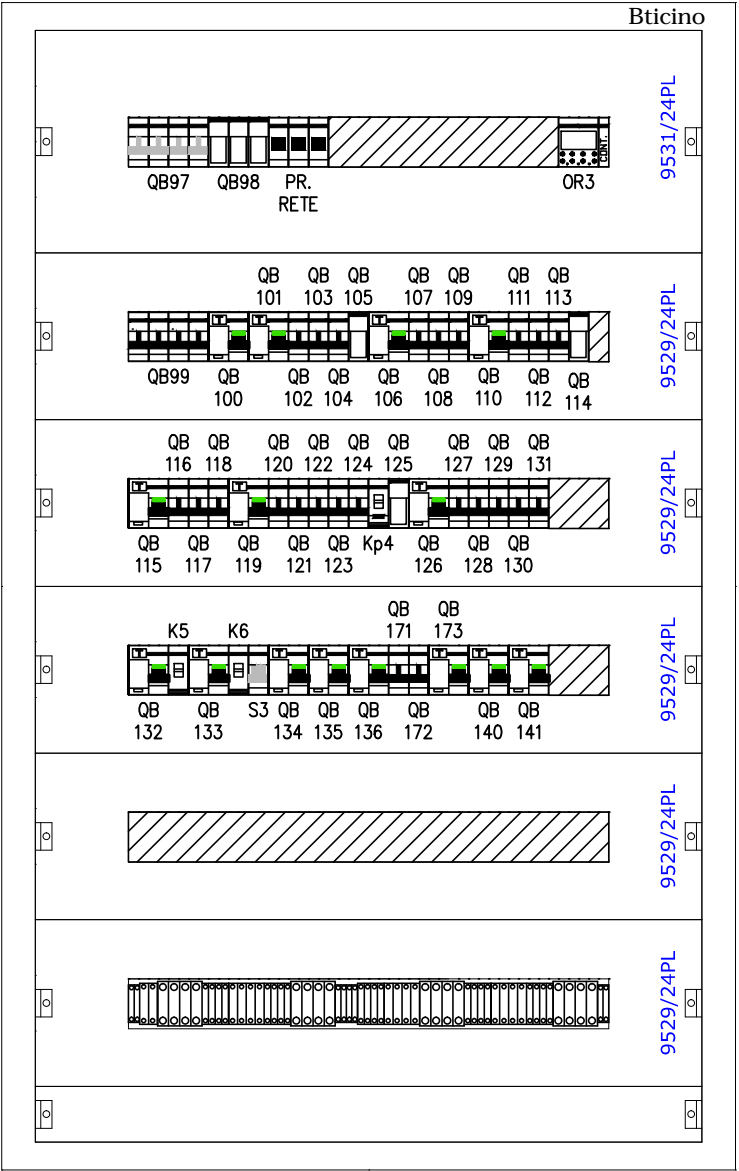 Bticino
9531/24PL
CONT.
QB97 QB98 PR. OR3
RETE
QB QB QB QB QB QB QB
101 103 105 107 109 111 113
9529/24PL
T T T T
QB99 QB QB QB QB QB QB QB QB
100 102 104 106 108 110 112 114
QB QB QB QB QB QB QB QB QB
116 118 120 122 124 125 127 129 131
9529/24PL
T T T
QB QB QB QB QB Kp4 QB QB QB
115 117 119 121 123 126 128 130
QB QB
K5 K6 171 173
9529/24PL
T T T T T T T T
QB QB S3 QB QB QB QB QB QB
132 133 134 135 136 172 140 141
9529/24PL
9529/24PL